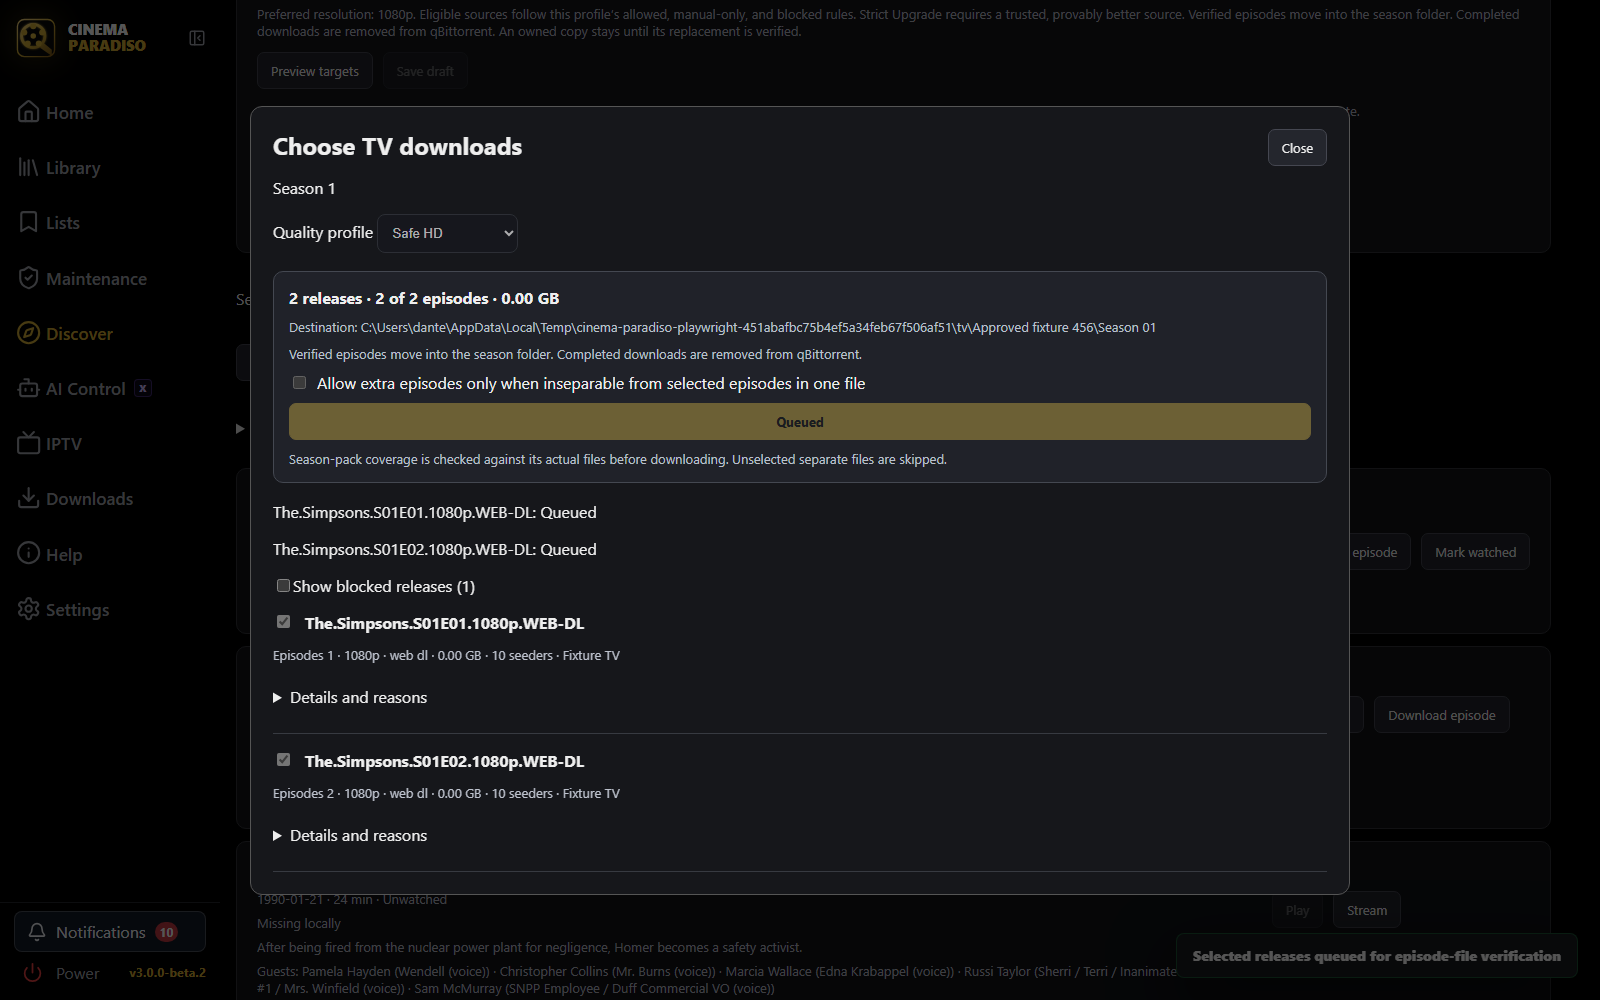 CINEMA
PARADISO
Home
Library
Lists
Maintenance
Discover
AI Control x
IPTV
Downloads
Help
Settings
Notifications 10
Power v3.0.0-beta.2
Preferred resolution: 1080p. Eligible sources follow this profile's allowed, manual-only, and blocked rules. Strict Upgrade requires a trusted, provably better source. Verified episodes move into the season folder. Completed
downloads are removed from qBittorrent. An owned copy stays until its replacement is verified.
Preview targets Save draft
te.
Se
Choose TV downloads
Close
Season 1
Quality profile Safe HD
2 releases · 2 of 2 episodes · 0.00 GB
Destination: C:\Users\dante\AppData\Local\Temp\cinema-paradiso-playwright-451abafbc75b4ef5a34feb67f506af51\tv\Approved fixture 456\Season 01
Verified episodes move into the season folder. Completed downloads are removed from qBittorrent.
Allow extra episodes only when inseparable from selected episodes in one file
Queued
Season-pack coverage is checked against its actual files before downloading. Unselected separate files are skipped.
The.Simpsons.S01E01.1080p.WEB-DL: Queued
The.Simpsons.S01E02.1080p.WEB-DL: Queued
Show blocked releases (1)
The.Simpsons.S01E01.1080p.WEB-DL
Episodes 1 · 1080p · web dl · 0.00 GB · 10 seeders · Fixture TV
Details and reasons
The.Simpsons.S01E02.1080p.WEB-DL
Episodes 2 · 1080p · web dl · 0.00 GB · 10 seeders · Fixture TV
Details and reasons
episode Mark watched
Download episode
1990-01-21 · 24 min · Unwatched
Missing locally
Play Stream
After being fired from the nuclear power plant for negligence, Homer becomes a safety activist.
Guests: Pamela Hayden (Wendell (voice)) · Christopher Collins (Mr. Burns (voice)) · Marcia Wallace (Edna Krabappel (voice)) · Russi Taylor (Sherri / Terri / Inanimate
#1 / Mrs. Winfield (voice)) · Sam McMurray (SNPP Employee / Duff Commercial VO (voice))
Selected releases queued for episode-file verification